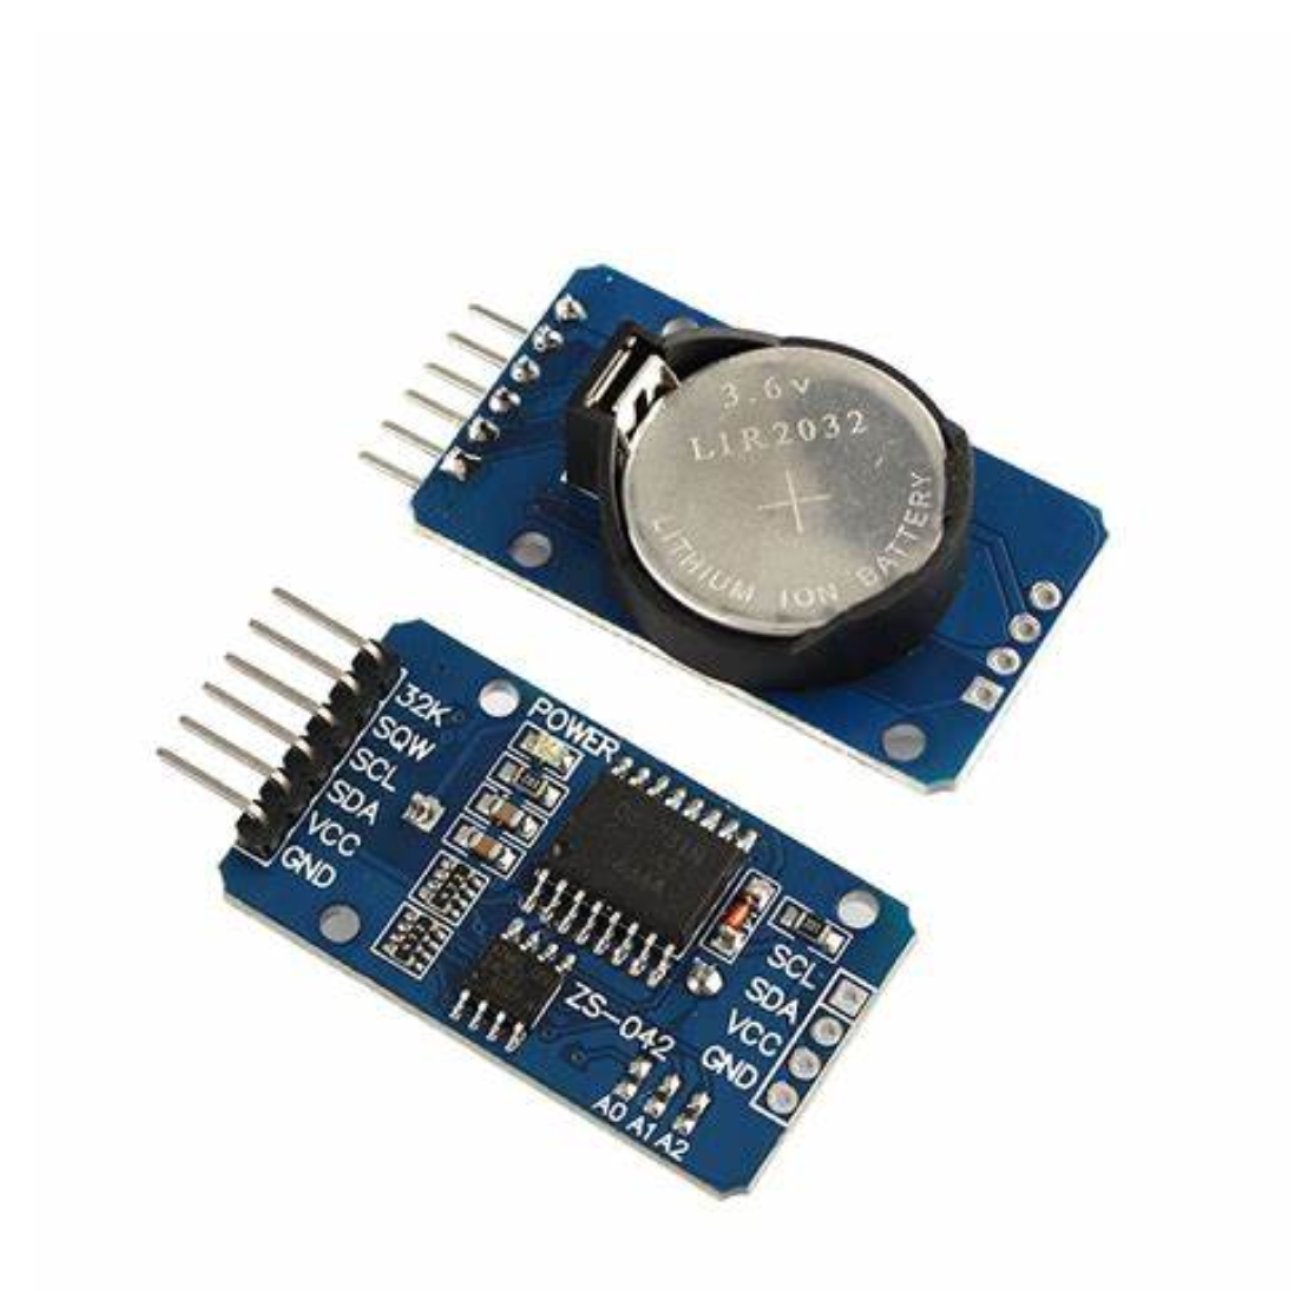 3.6v
LIR2032
LITHIUM ION BATTERY
32K
SQW
SCL
SDA
VCC
GND
POWER
ZS-042
SCL
SDA
VCC
GND
A0 A1 A2